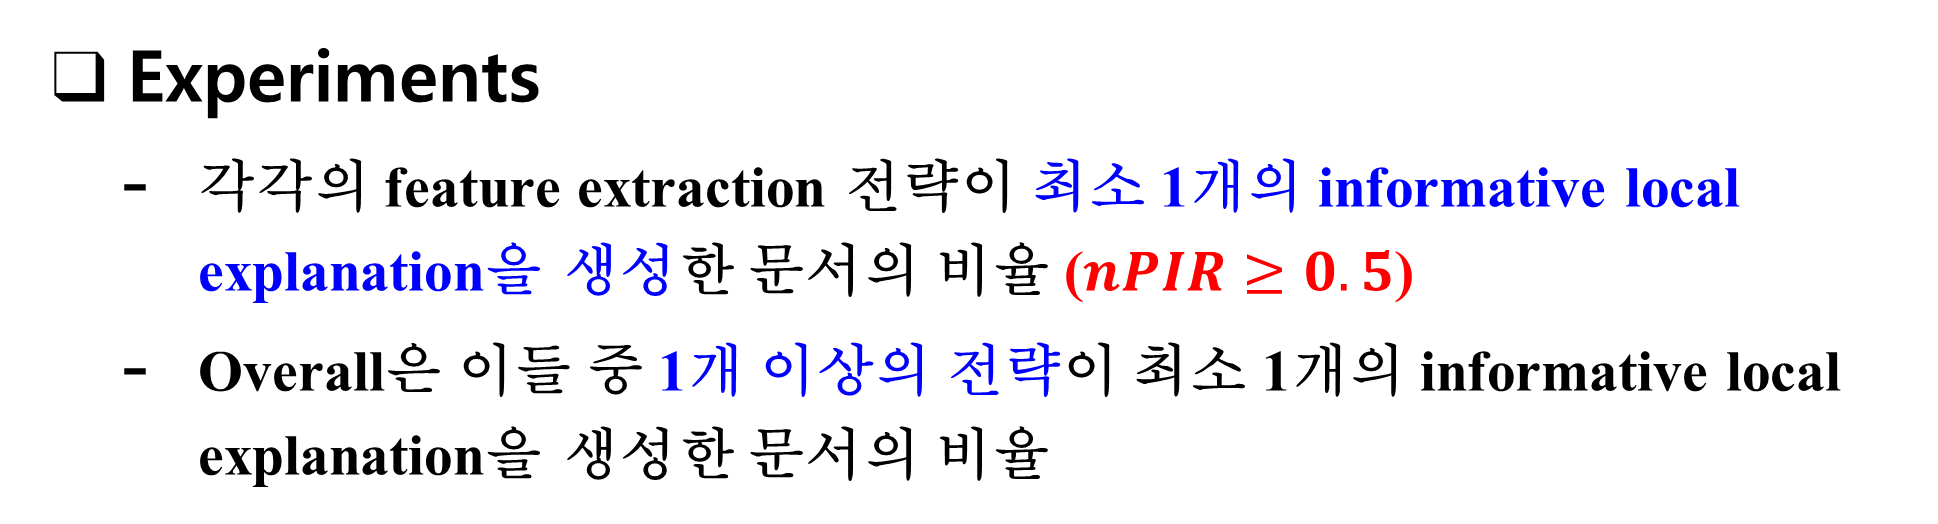 ❑ Experiments
- 각각의 feature extraction 전략이 최소 1개의 informative local
explanation을 생성한 문서의 비율 (nPIR ≥ 0.5)
- Overall은 이들 중 1개 이상의 전략이 최소 1개의 informative local
explanation을 생성한 문서의 비율